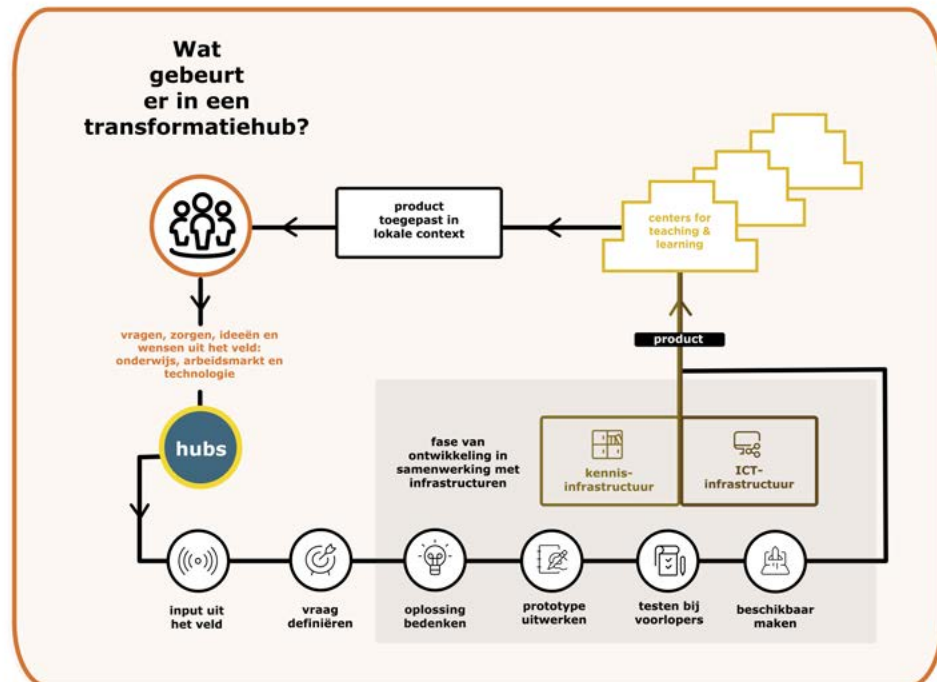 Wat
gebeurt
er in een
transformatiehub?
product
toegepast in
lokale context
centers for
teaching &
learning
vragen, zorgen, ideeën en
wensen uit het veld:
onderwijs, arbeidsmarkt en
technologie
product
hubs
fase van
ontwikkeling in
samenwerking met
infrastructuren
kennis-
infrastructuur
ICT-
infrastructuur
input uit
het veld
vraag
definiëren
oplossing
bedenken
prototype
uitwerken
testen bij
voorlopers
beschikbaar
maken